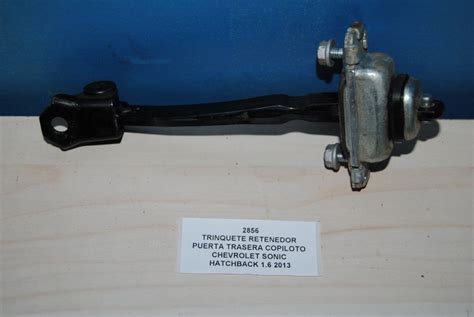 2856
TRINQUETE RETENEDOR
PUERTA TRASERA COPILOTO
CHEVROLET SONIC
HATCHBACK 1.6 2013